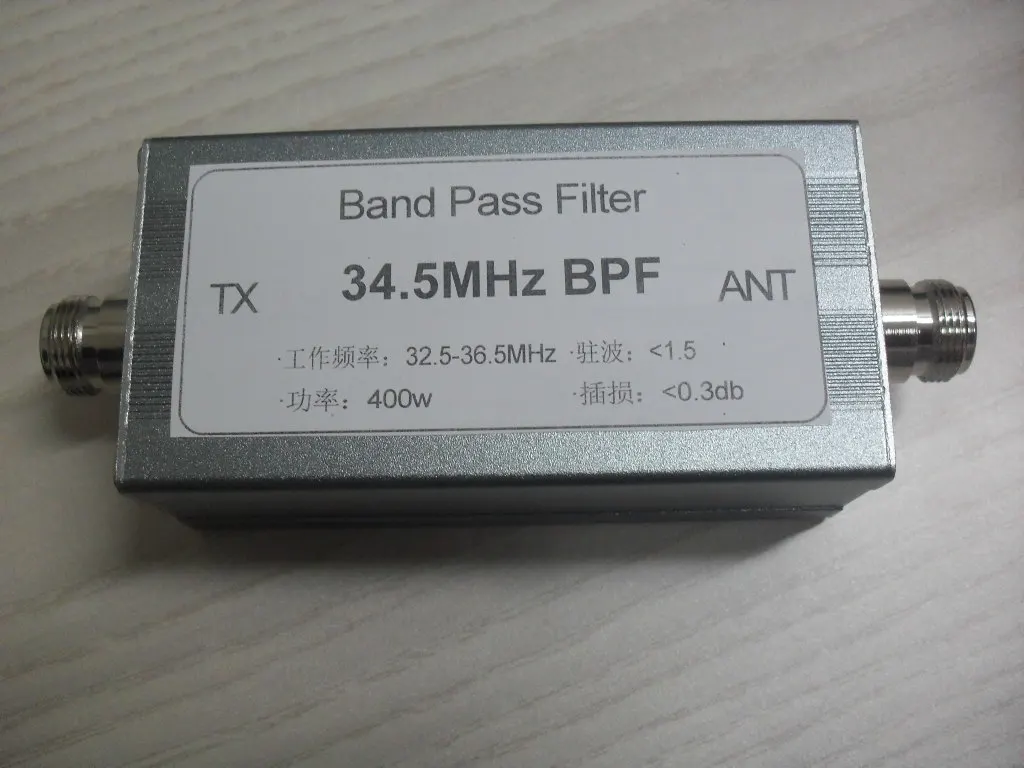 Band Pass Filter
TX 34.5MHz BPF ANT
·工作频率：32.5-36.5MHz ·驻波：<1.5
·功率：400w ·插损：<0.3db